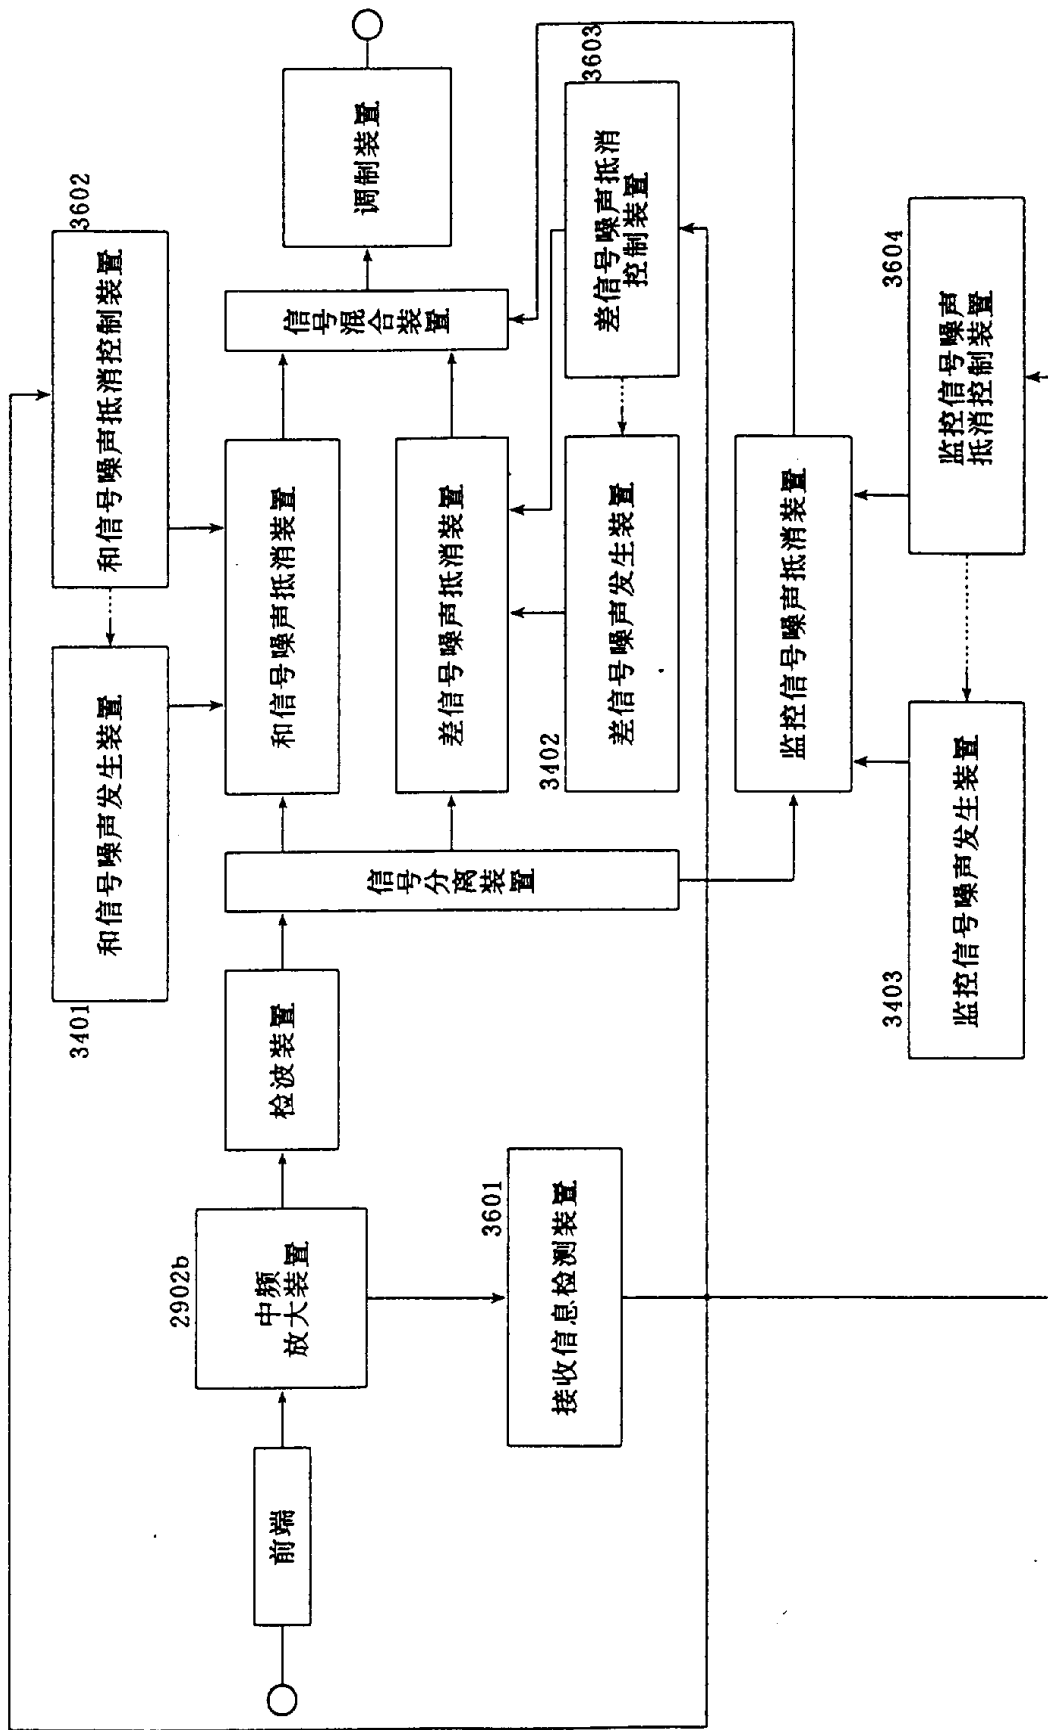 3401
和信号噪声发生装置
3602
和信号噪声抵消控制装置
前端
2902b
中频
放大装置
检波装置
信号分离装置
和信号噪声抵消装置
信号混合装置
调制装置
差信号噪声抵消装置
3601
接收信息检测装置
3402
差信号噪声发生装置
3603
差信号噪声抵消
控制装置
监控信号噪声抵消装置
3403
监控信号噪声发生装置
3604
监控信号噪声
抵消控制装置